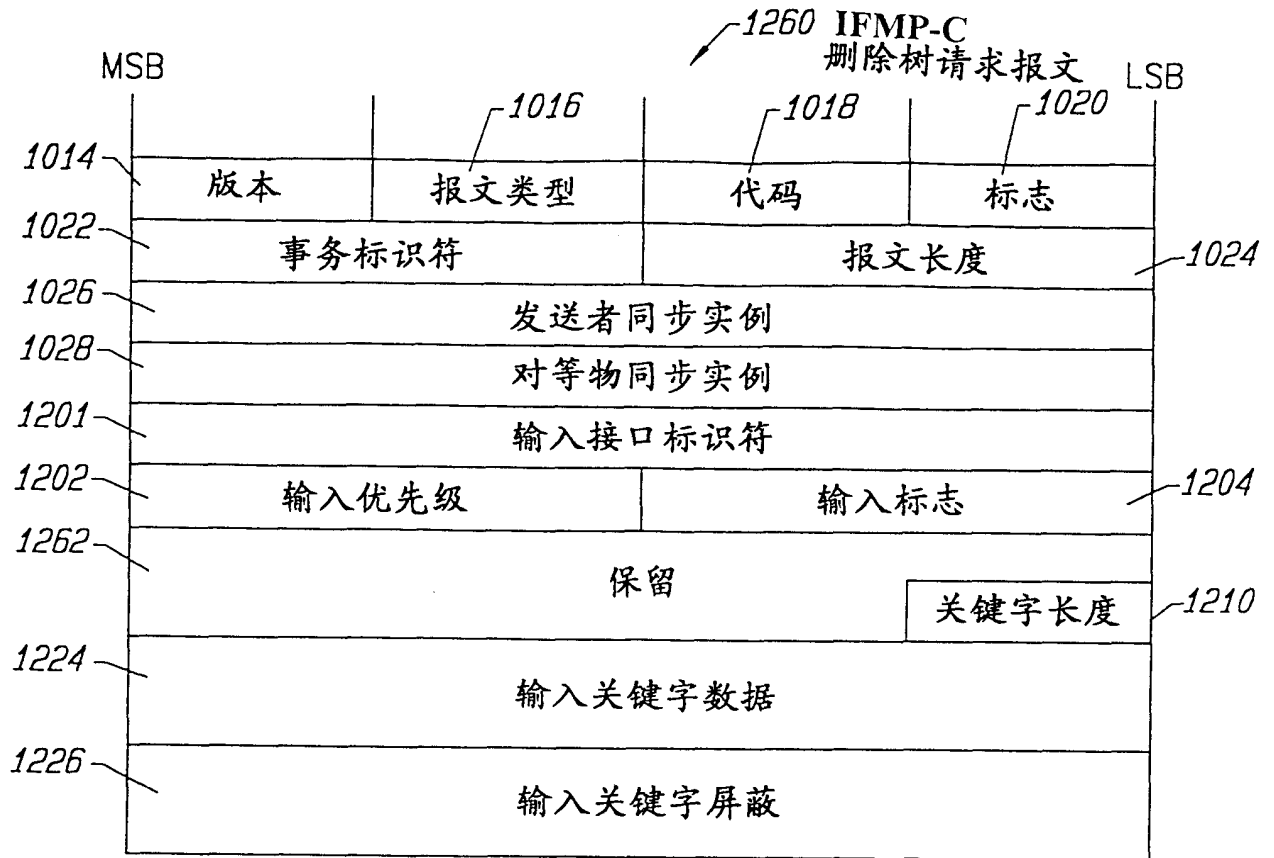 1260 IFMP-C
删除树请求报文
MSB
LSB
1016
1018
1020
1014
版本 报文类型 代码 标志
1022
事务标识符 报文长度
1024
1026
发送者同步实例
1028
对等物同步实例
1201
输入接口标识符
1202
输入优先级 输入标志
1204
1262
保留
关键字长度
1210
1224
输入关键字数据
1226
输入关键字屏蔽